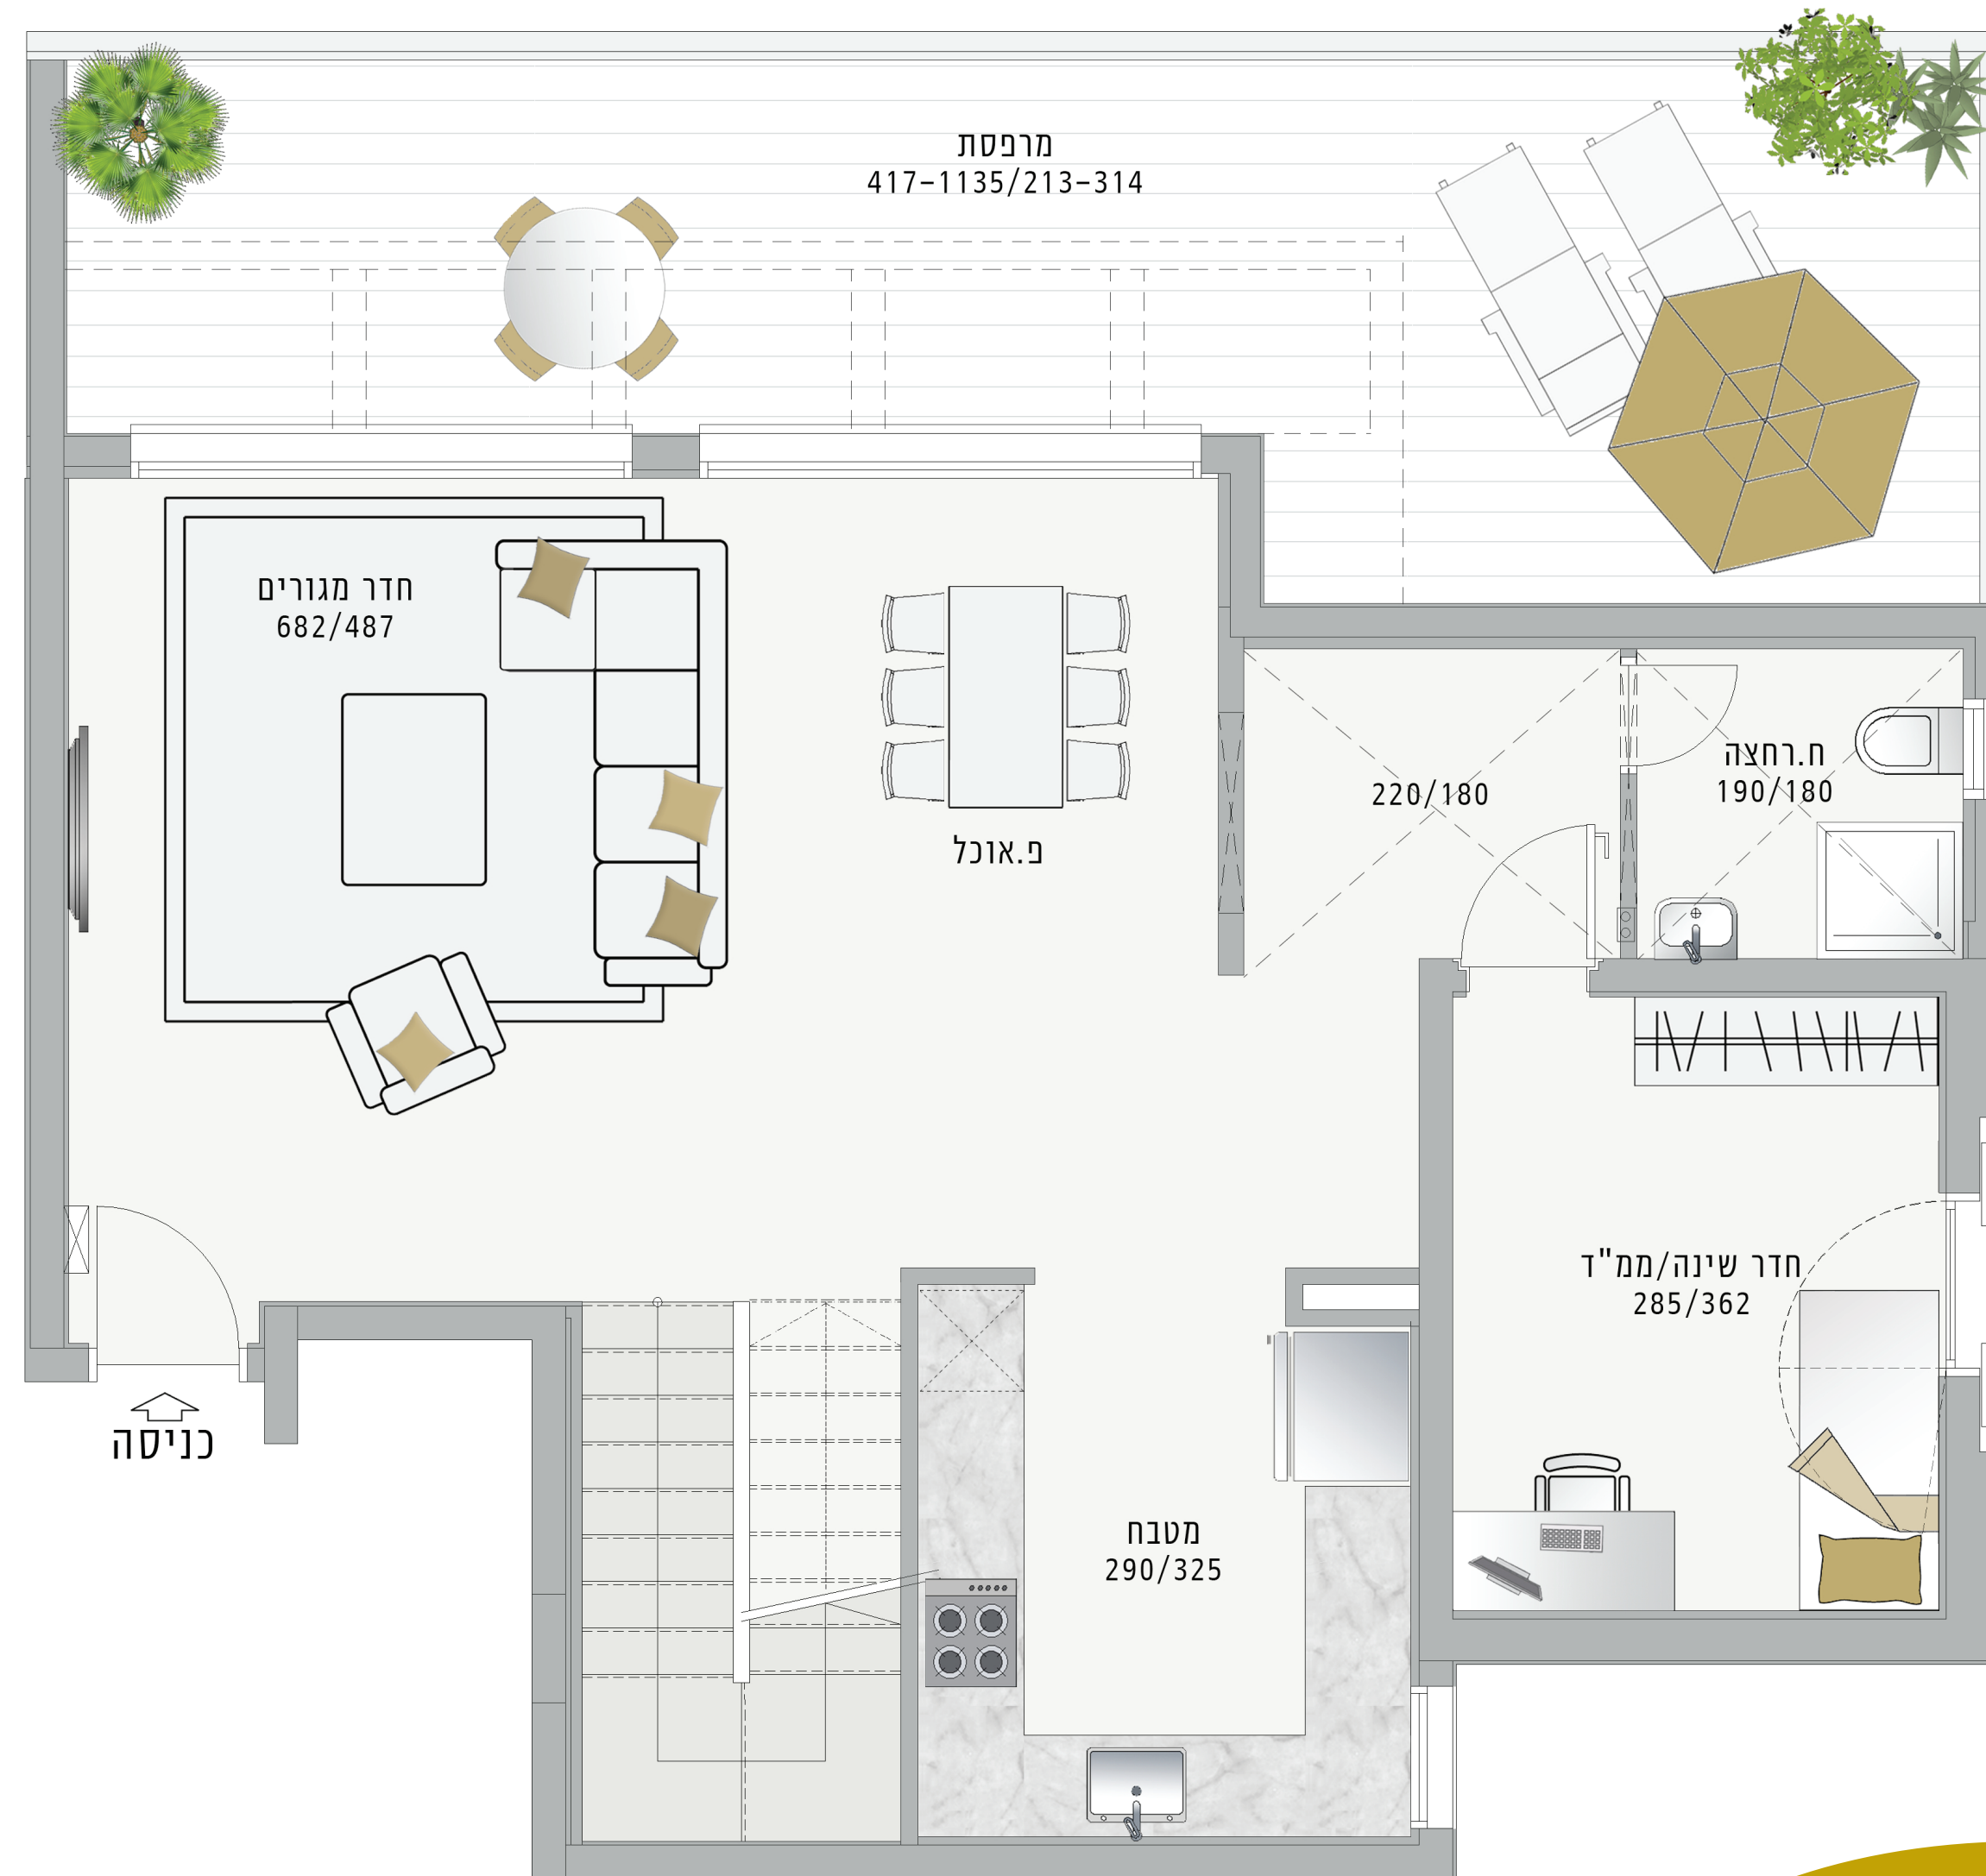 מרפסת
417-1135/213-314
חדר מגורים
682/487
פ.אוכל
220/180
ח.רחצה
190/180
חדר שינה/ממ"ד
285/362
כניסה
מטבח
290/325